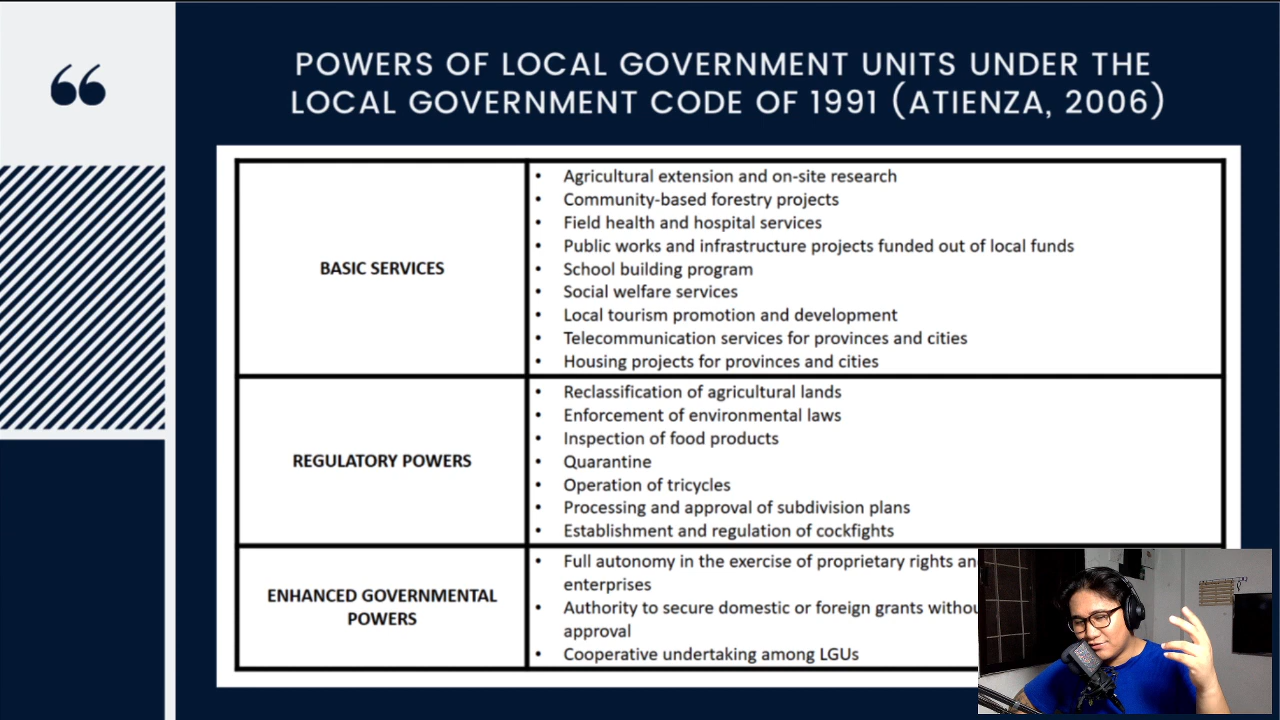 POWERS OF LOCAL GOVERNMENT UNITS UNDER THE
LOCAL GOVERNMENT CODE OF 1991 (ATIENZA, 2006)
BASIC SERVICES
• Agricultural extension and on-site research
• Community-based forestry projects
• Field health and hospital services
• Public works and infrastructure projects funded out of local funds
• School building program
• Social welfare services
• Local tourism promotion and development
• Telecommunication services for provinces and cities
• Housing projects for provinces and cities
REGULATORY POWERS
• Reclassification of agricultural lands
• Enforcement of environmental laws
• Inspection of food products
• Quarantine
• Operation of tricycles
• Processing and approval of subdivision plans
• Establishment and regulation of cockfights
ENHANCED GOVERNMENTAL
POWERS
• Full autonomy in the exercise of proprietary rights
enterprises
• Authority to secure domestic or foreign grants
approval
• Cooperative undertaking among LGUs